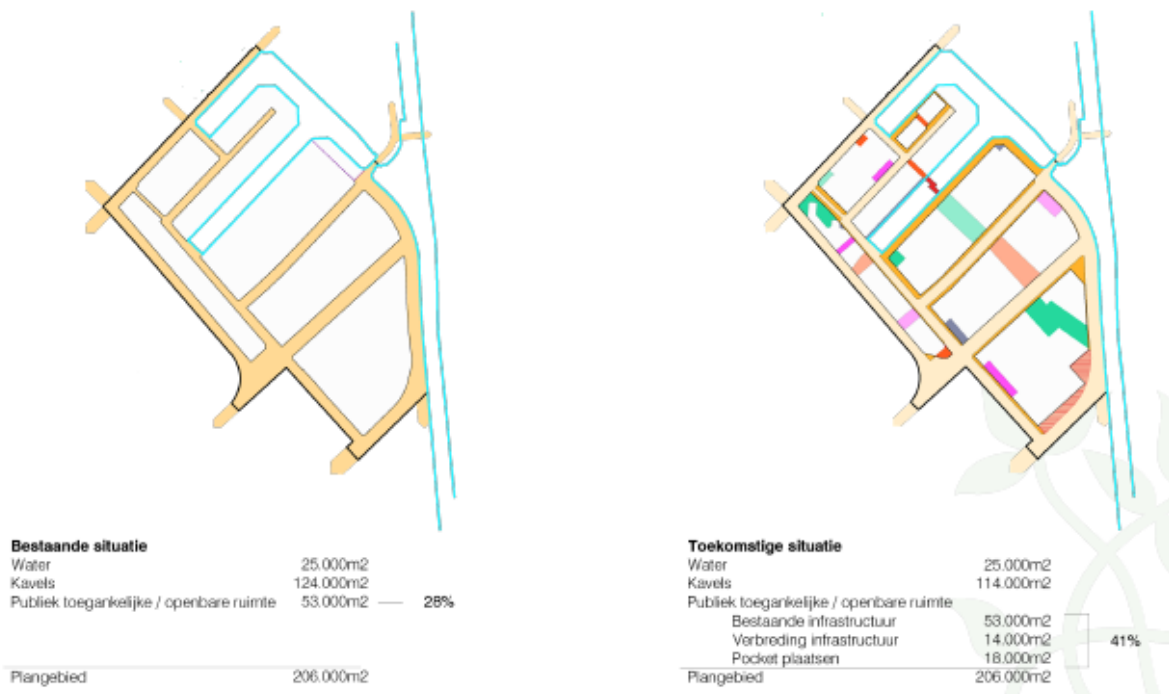 Bestaande situatie
Water 25.000m2
Kavels 124.000m2
Publiek toegankelijke / openbare ruimte 53.000m2 — 26%
Plangebied 206.000m2
Toekomstige situatie
Water 25.000m2
Kavels 114.000m2
Publiek toegankelijke / openbare ruimte
Bestaande infrastructuur 53.000m2
Verbreding infrastructuur 14.000m2
41%
Pocket plaatsen 18.000m2
Plangebied 206.000m2